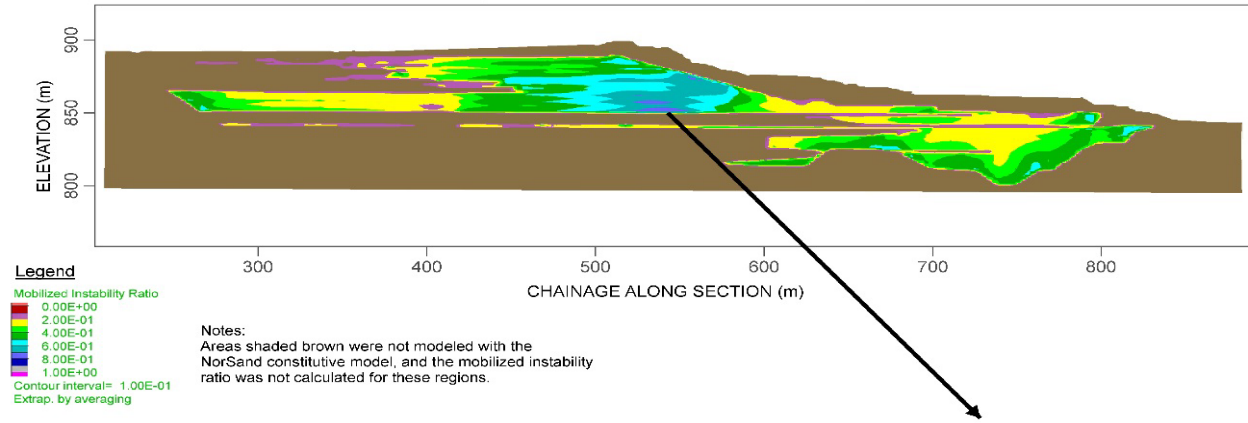 900
850
800
ELEVATION (m)
300 400 500 600 700 800
CHAINAGE ALONG SECTION (m)
Legend
Mobilized Instability Ratio
0.00E+00
2.00E-01
4.00E-01
6.00E-01
8.00E-01
1.00E+00
Contour interval= 1.00E-01
Extrap. by averaging
Notes:
Areas shaded brown were not modeled with the
NorSand constitutive model, and the mobilized instability
ratio was not calculated for these regions.